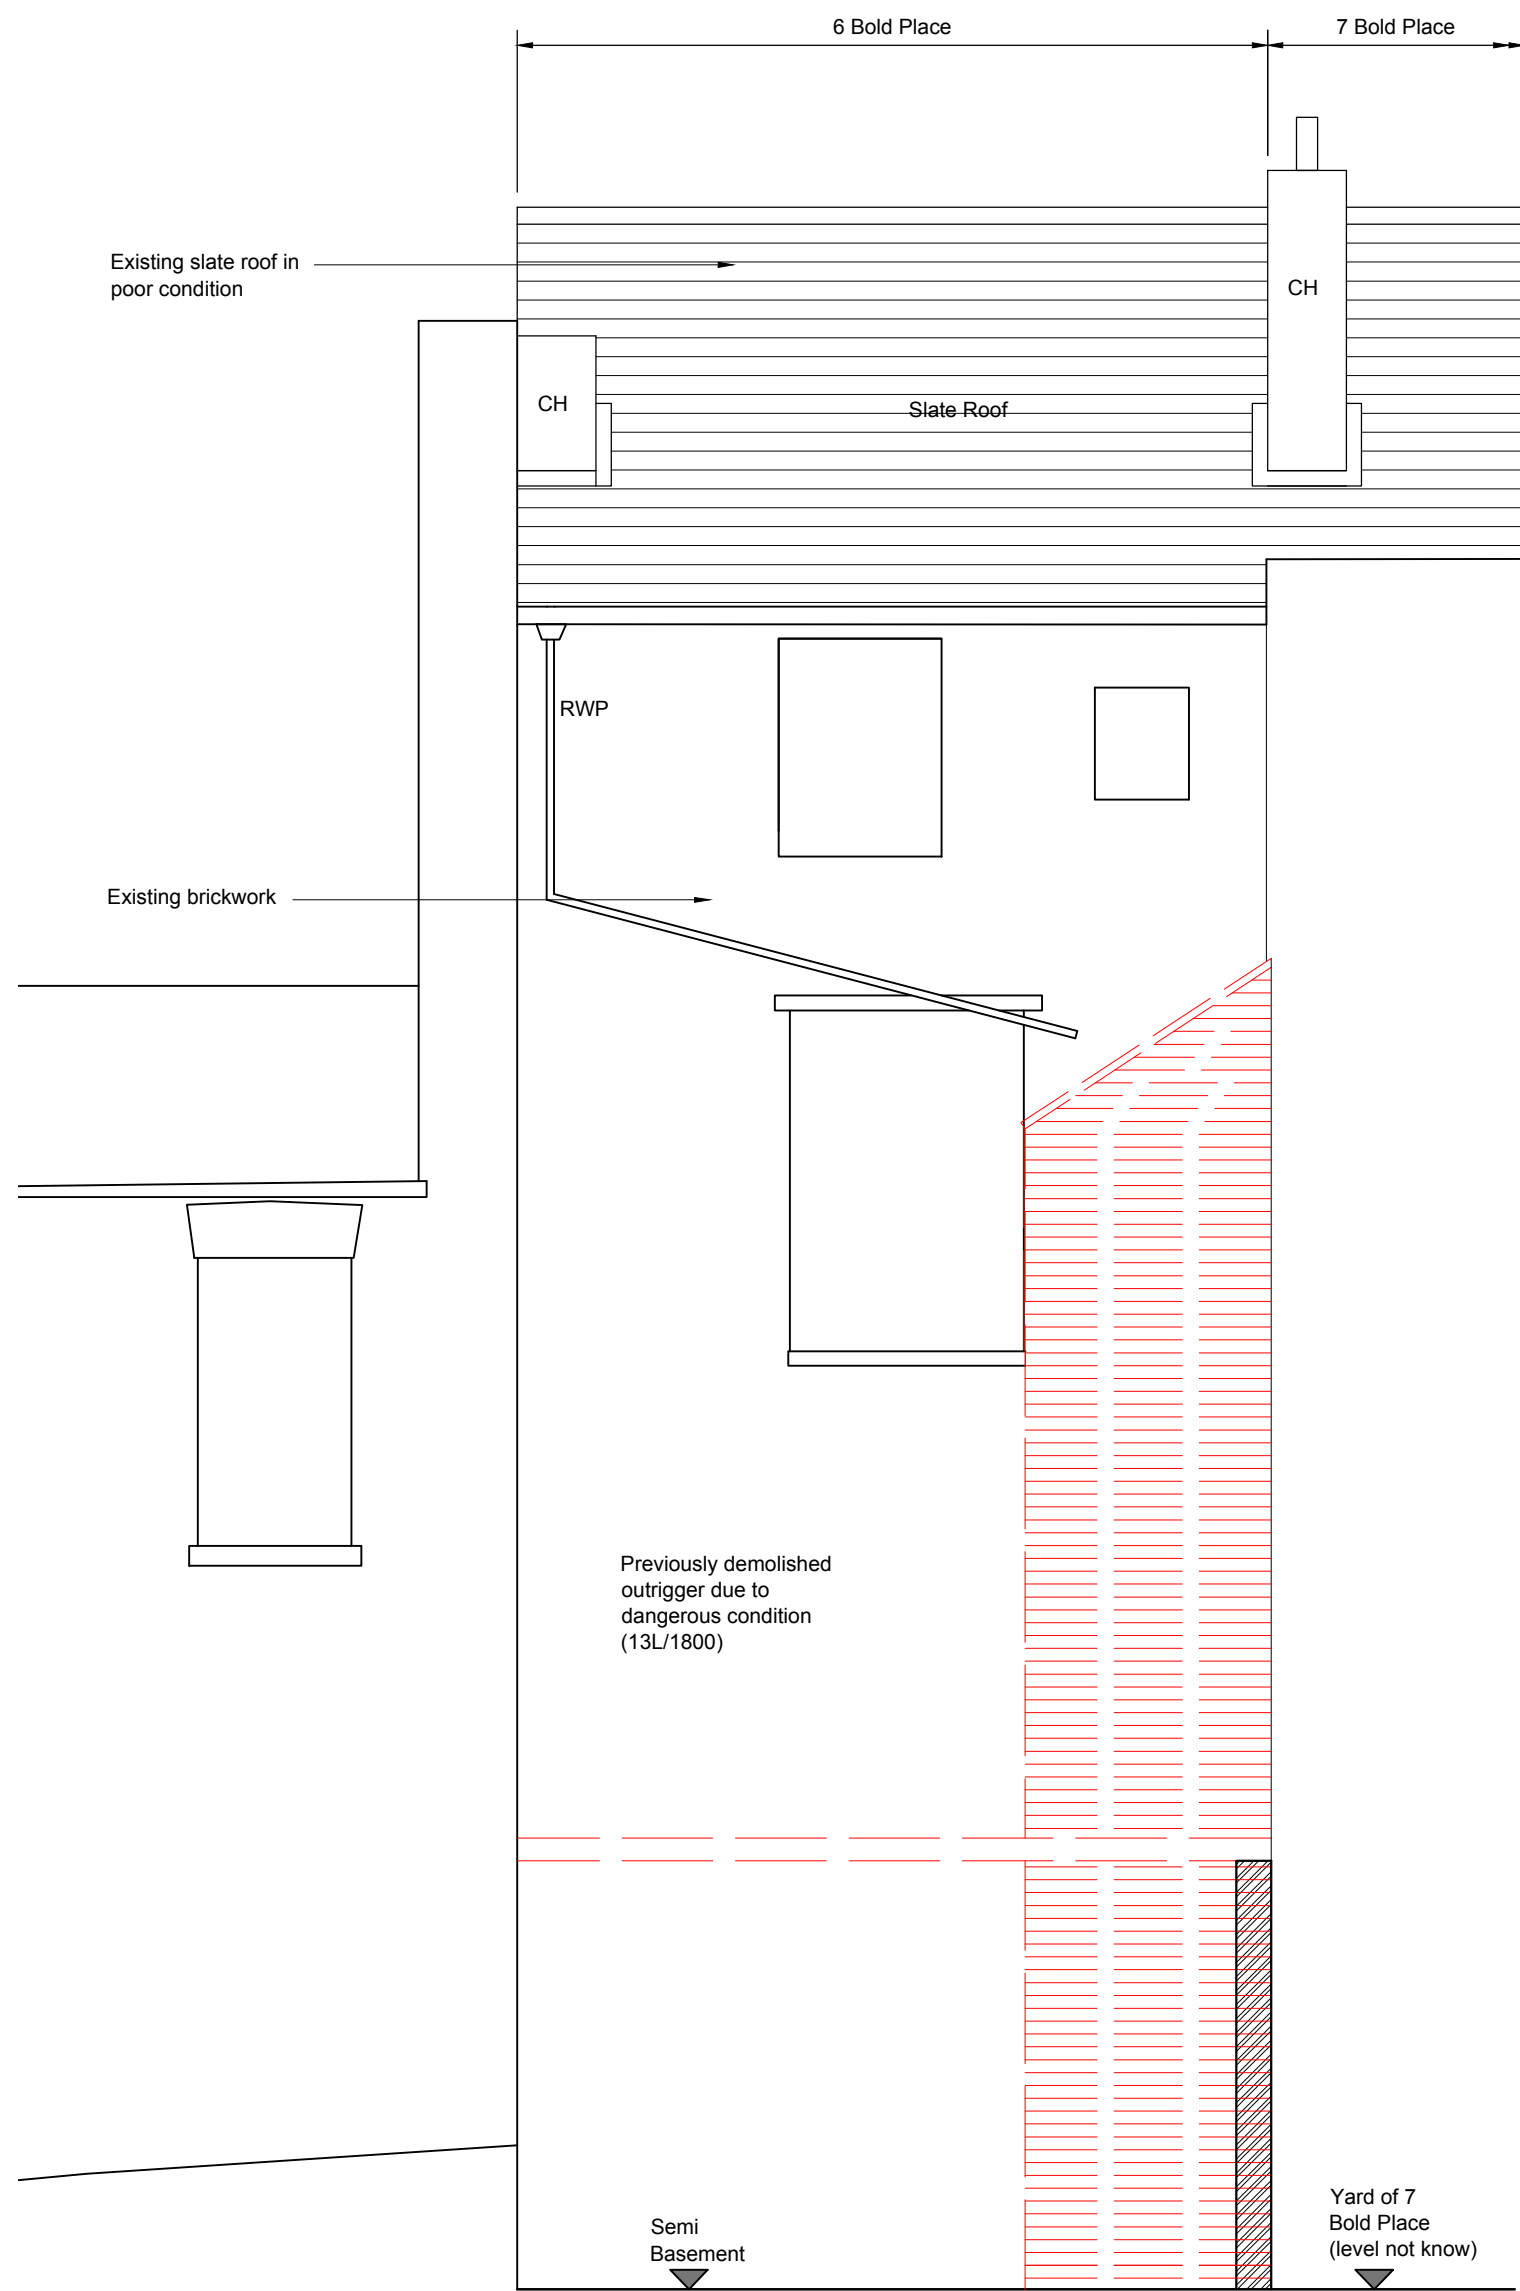 6 Bold Place
7 Bold Place
Existing slate roof in
poor condition
CH
CH
Slate Roof
RWP
Existing brickwork
Previously demolished
outrigger due to
dangerous condition
(13L/1800)
Semi
Basement
Yard of 7
Bold Place
(level not know)